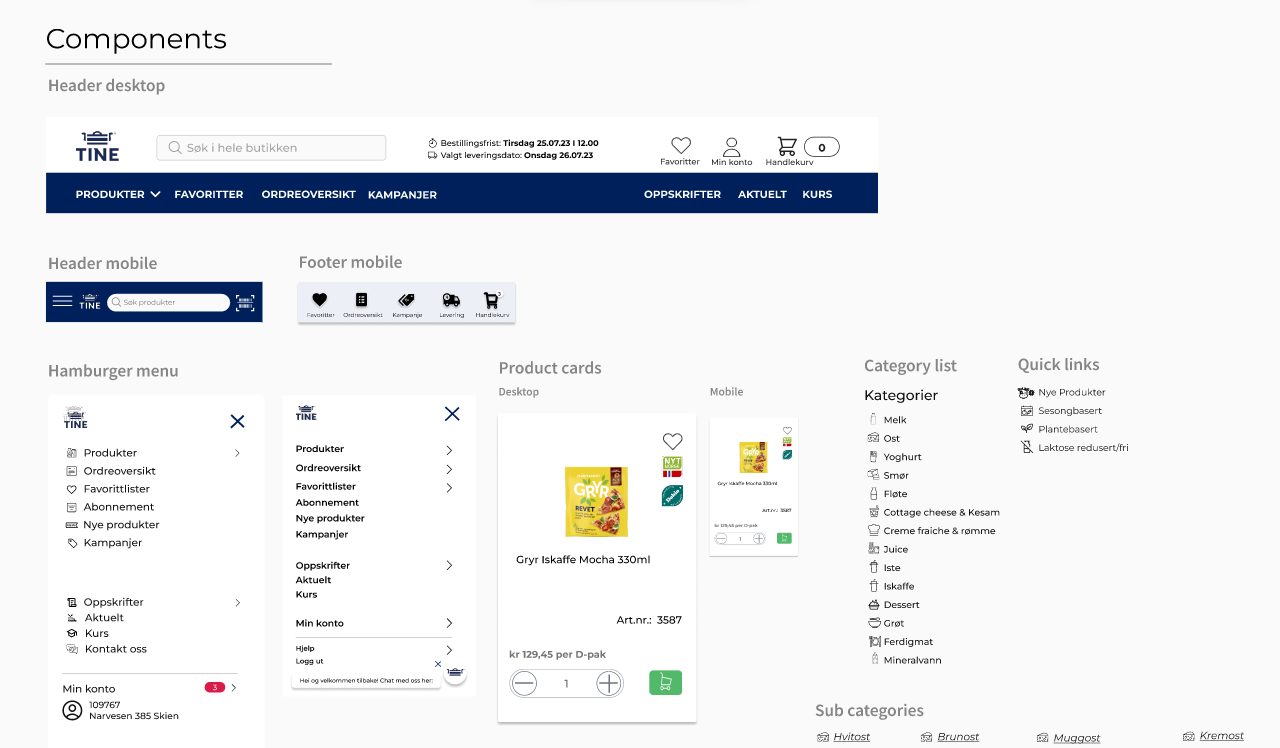 Components
Header desktop
TINE
Søk i hele butikken
Bestillingsfrist: Tirsdag 25.07.23 I 12.00
Valgt leveringsdato: Onsdag 26.07.23
Favoritter
Min konto
Handlekurv
0
PRODUKTER
FAVORITTER
ORDREOVERSIKT
KAMPANJER
OPPSKRIFTER
AKTUELT
KURS
Header mobile
TINE
Søk produkter
Footer mobile
3
Favoritter
Ordreoversikt
Kampanje
Levering
Handlekurv
Hamburger menu
TINE
Produkter
Ordreoversikt
Favorittlister
Abonnement
Nye produkter
Kampanjer
Oppskrifter
Aktuelt
Kurs
Kontakt oss
Min konto
3
109767
Narvesen 385 Skien
TINE
Produkter
Ordreoversikt
Favorittlister
Abonnement
Nye produkter
Kampanjer
Oppskrifter
Aktuelt
Kurs
Min konto
Hjelp
Logg ut
Hei og velkommen tilbake! Chat med oss her:
Product cards
Desktop
NYT
GRYR
REVET
Debio
Gryr Iskaffe Mocha 330ml
Art.nr.: 3587
kr 129,45 per D-pak
1
Mobile
Gryr Iskaffe Mocha 330ml
Art.nr.: 3587
kr 129,45 per D-pak
1
Category list
Kategorier
Melk
Ost
Yoghurt
Smør
Fløte
Cottage cheese & Kesam
Creme fraiche & rømme
Juice
Iste
Iskaffe
Dessert
Grøt
Ferdigmat
Mineralvann
Quick links
Nye Produkter
Sesongbasert
Plantebasert
Laktose redusert/fri
Sub categories
Hvitost
Brunost
Muggost
Kremost